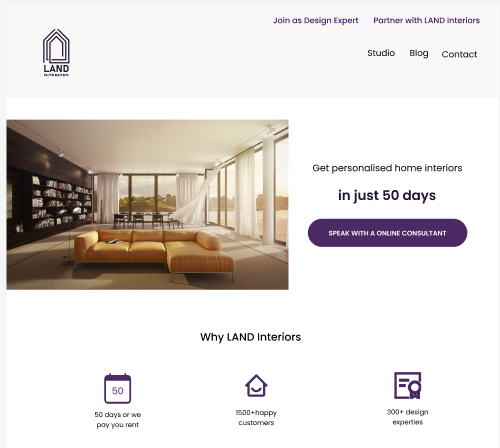 Join as Design Expert Partner with LAND Interiors
LAND
INTERIORS
Studio Blog Contact
Get personalised home interiors
in just 50 days
SPEAK WITH A ONLINE CONSULTANT
Why LAND Interiors
50
50 days or we
pay you rent
1500+happy
customers
300+ design
experties